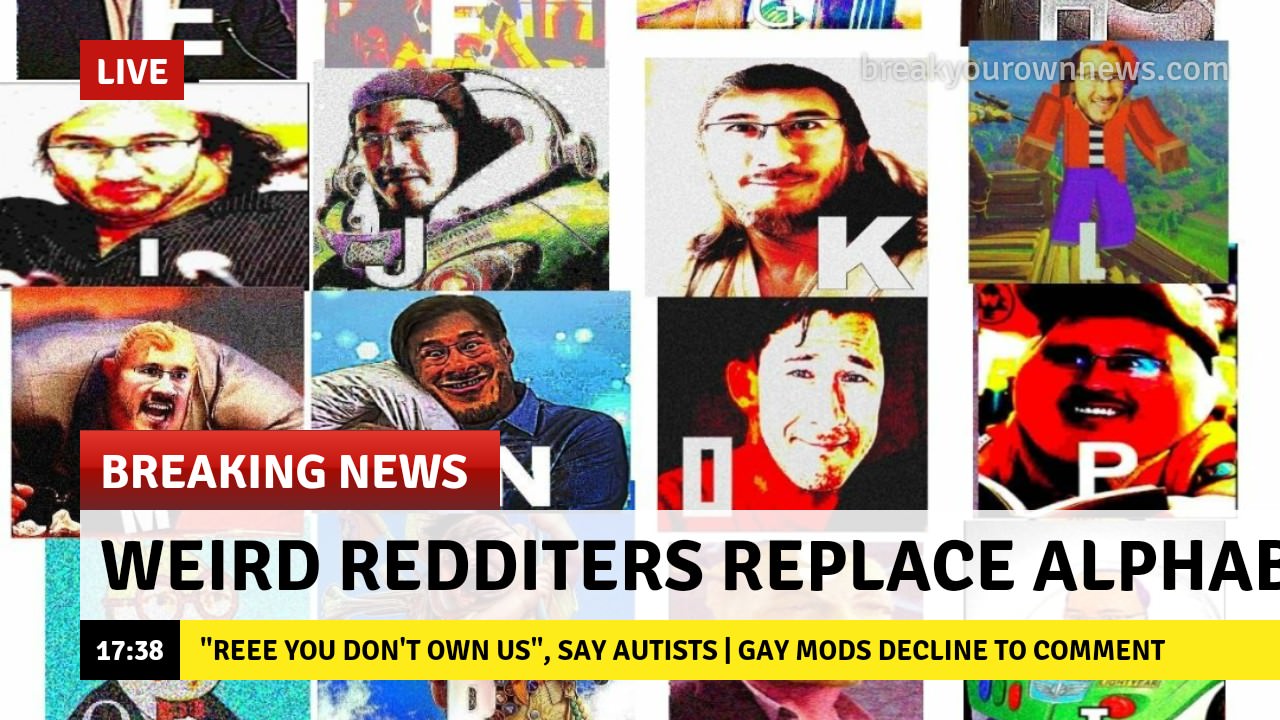 E F G H
LIVE
breakyourownnews.com
I J K L
BREAKING NEWS
M N P
WEIRD REDDITERS REPLACE ALPHAB
17:38 "REEE YOU DON'T OWN US", SAY AUTISTS | GAY MODS DECLINE TO COMMENT